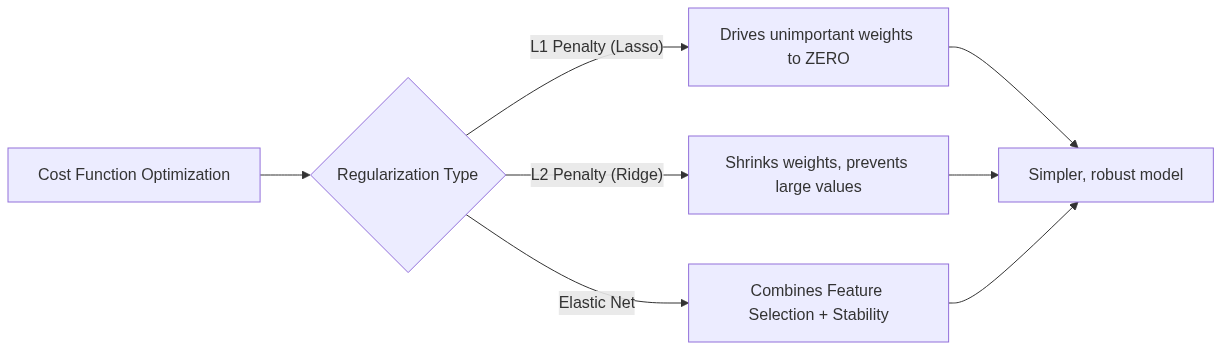 Cost Function Optimization
Regularization Type
L1 Penalty (Lasso)
Drives unimportant weights
to ZERO
L2 Penalty (Ridge)
Shrinks weights, prevents
large values
Elastic Net
Combines Feature
Selection + Stability
Simpler, robust model